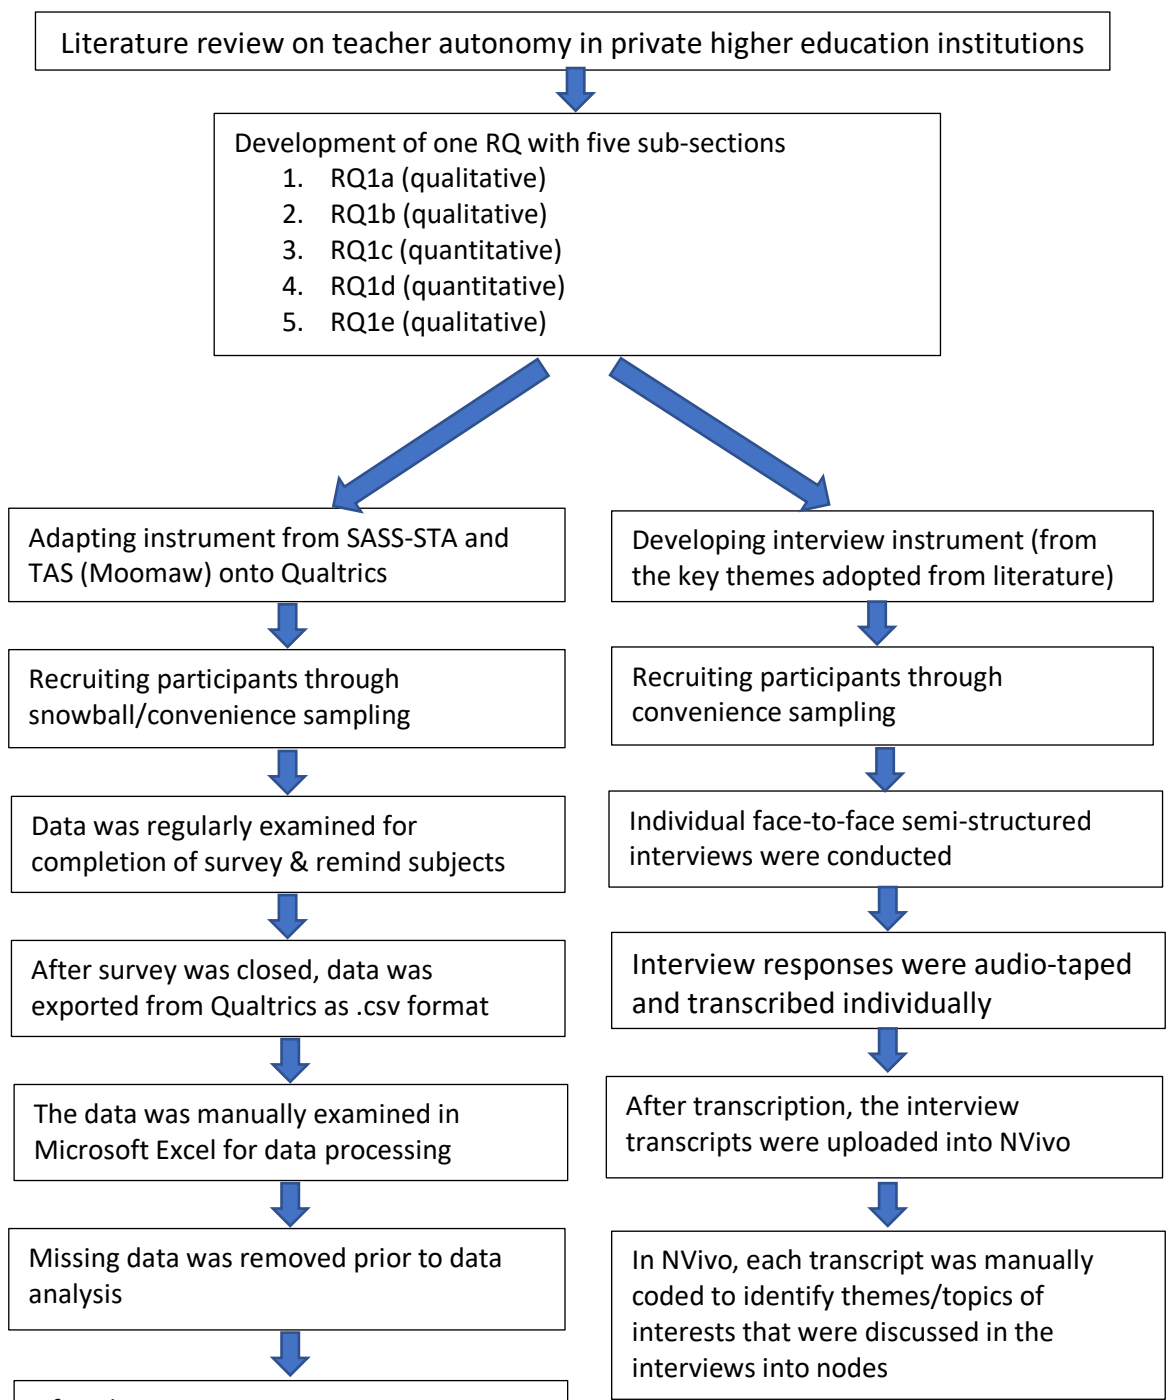 Literature review on teacher autonomy in private higher education institutions
Development of one RQ with five sub-sections
1. RQ1a (qualitative)
2. RQ1b (qualitative)
3. RQ1c (quantitative)
4. RQ1d (quantitative)
5. RQ1e (qualitative)
Adapting instrument from SASS-STA and
TAS (Moomaw) onto Qualtrics
Recruiting participants through
snowball/convenience sampling
Data was regularly examined for
completion of survey & remind subjects
After survey was closed, data was
exported from Qualtrics as .csv format
The data was manually examined in
Microsoft Excel for data processing
Missing data was removed prior to data
analysis
Developing interview instrument (from
the key themes adopted from literature)
Recruiting participants through
convenience sampling
Individual face-to-face semi-structured
interviews were conducted
Interview responses were audio-taped
and transcribed individually
After transcription, the interview
transcripts were uploaded into NVivo
In NVivo, each transcript was manually
coded to identify themes/topics of
interests that were discussed in the
interviews into nodes